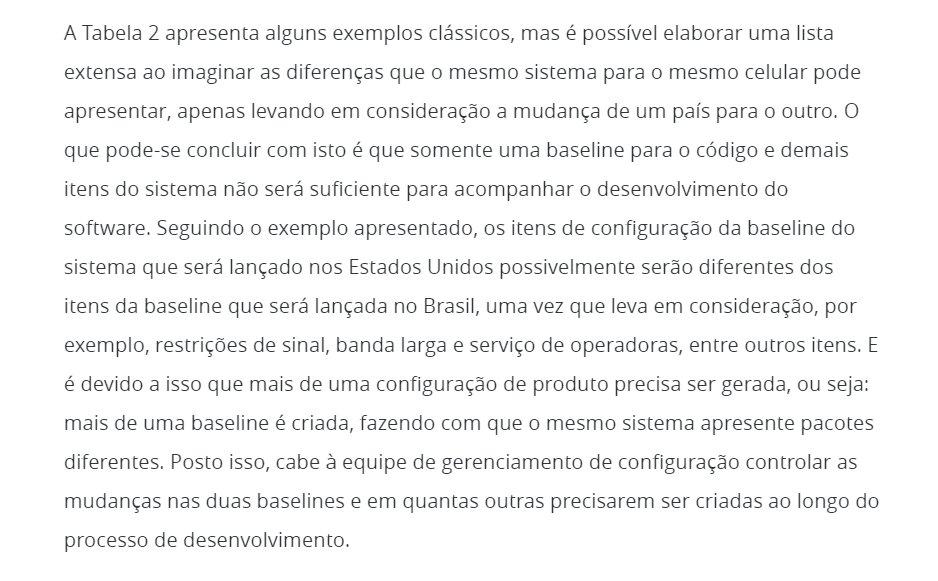 A Tabela 2 apresenta alguns exemplos clássicos, mas é possível elaborar uma lista
extensa ao imaginar as diferenças que o mesmo sistema para o mesmo celular pode
apresentar, apenas levando em consideração a mudança de um país para o outro. O
que pode-se concluir com isto é que somente uma baseline para o código e demais
itens do sistema não será suficiente para acompanhar o desenvolvimento do
software. Seguindo o exemplo apresentado, os itens de configuração da baseline do
sistema que será lançado nos Estados Unidos possivelmente serão diferentes dos
itens da baseline que será lançada no Brasil, uma vez que leva em consideração, por
exemplo, restrições de sinal, banda larga e serviço de operadoras, entre outros itens. E
é devido a isso que mais de uma configuração de produto precisa ser gerada, ou seja:
mais de uma baseline é criada, fazendo com que o mesmo sistema apresente pacotes
diferentes. Posto isso, cabe à equipe de gerenciamento de configuração controlar as
mudanças nas duas baselines e em quantas outras precisarem ser criadas ao longo do
processo de desenvolvimento.